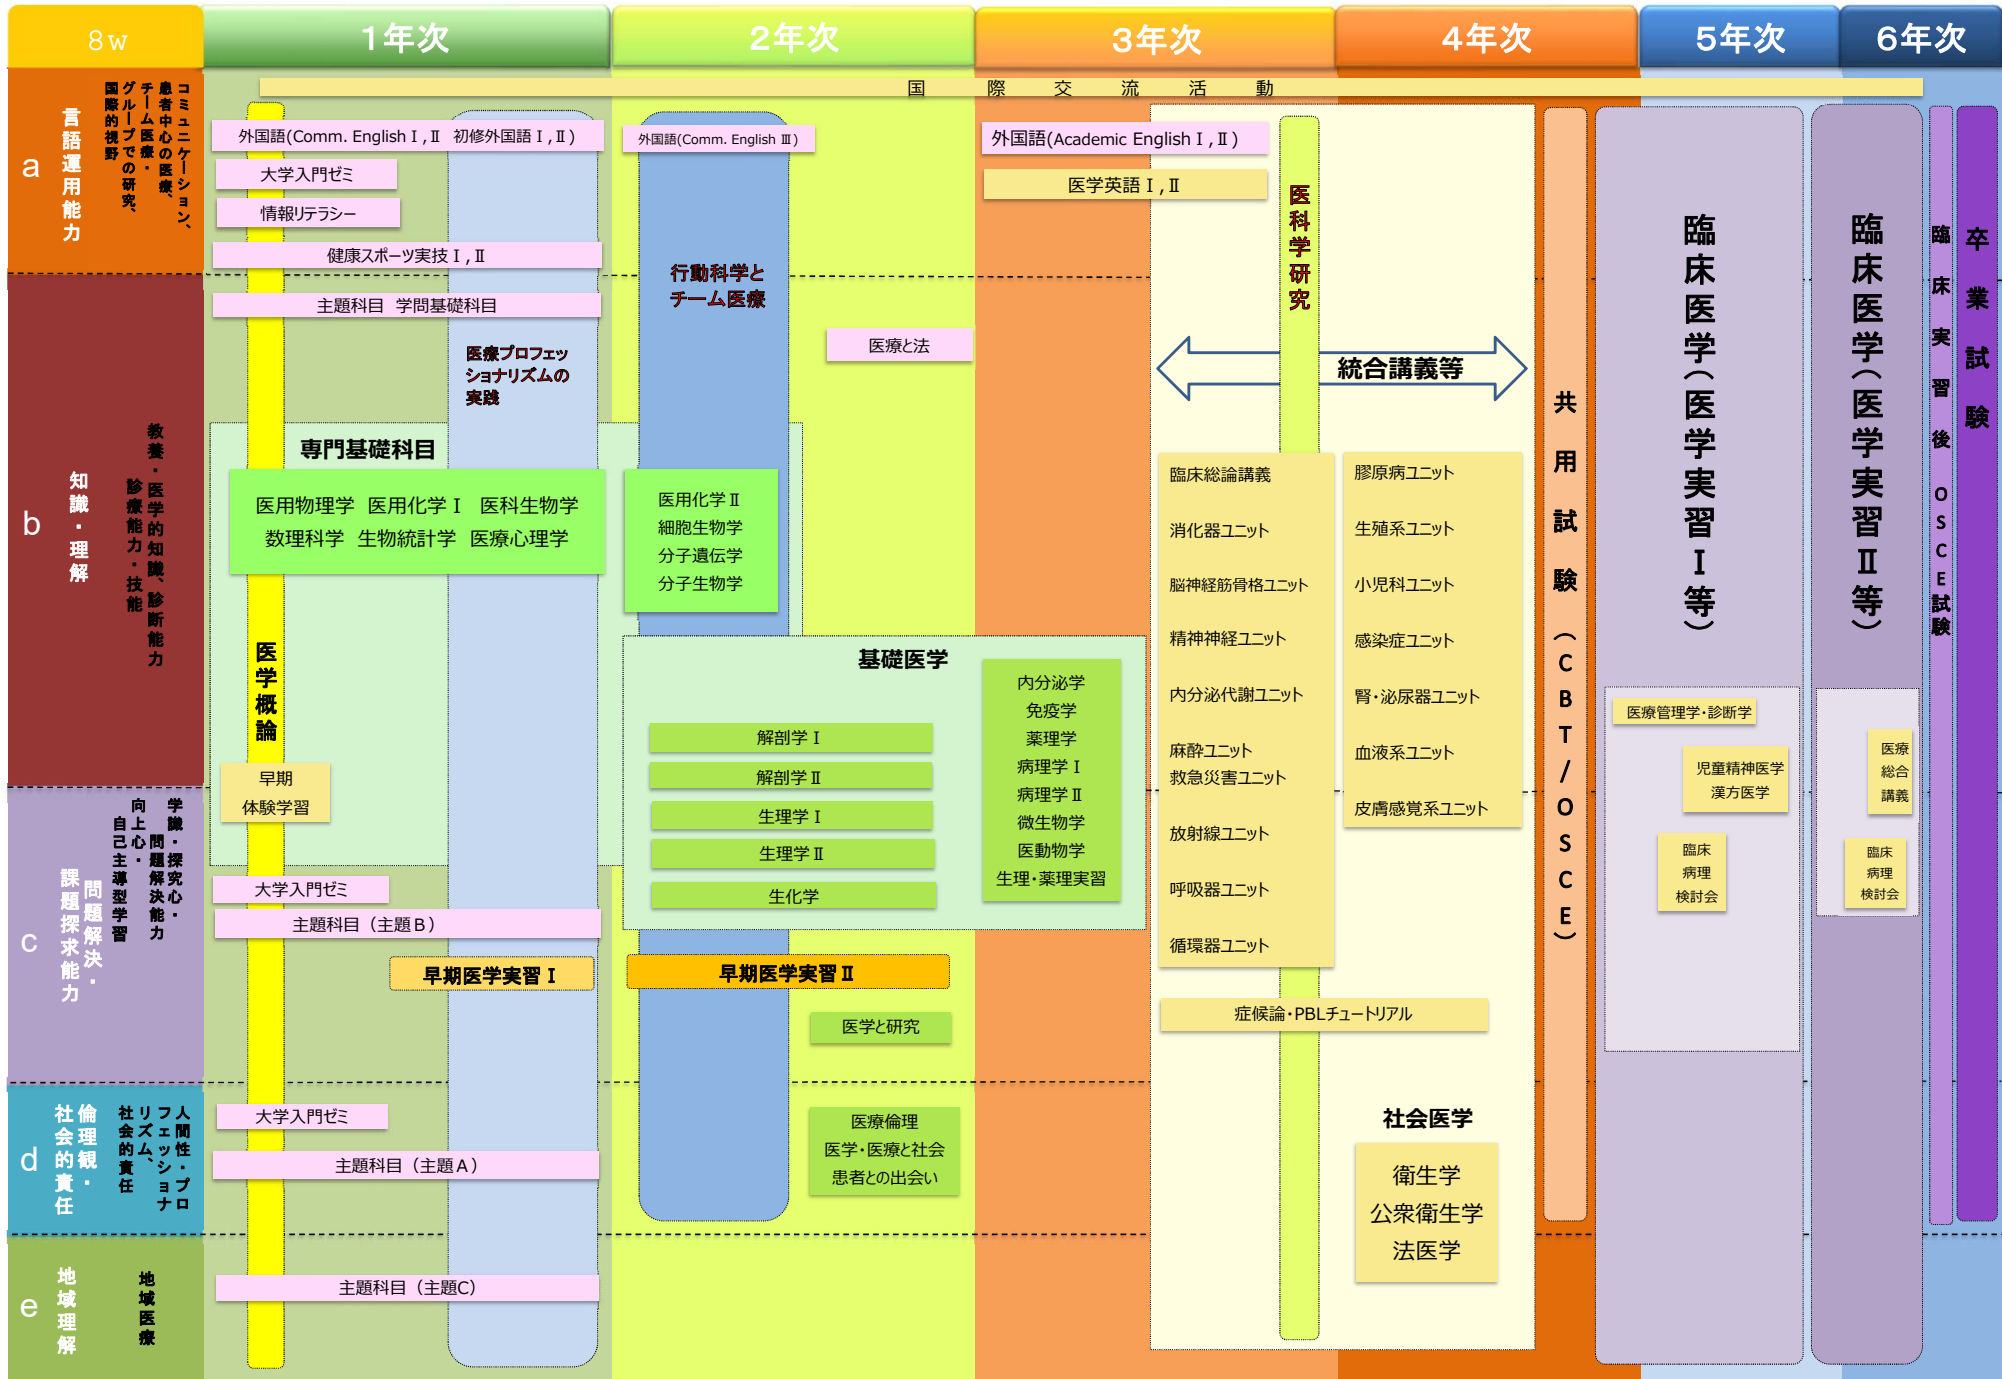 8w
1年次
2年次
3年次
4年次
5年次
6年次
国際交流活動
a
言語運用能力
コミュニケーション、
患者中心の医療、
チーム医療・
グループでの研究、
国際的視野
外国語(Comm. English Ⅰ,Ⅱ 初修外国語Ⅰ,Ⅱ)
大学入門ゼミ
情報リテラシー
健康スポーツ実技Ⅰ,Ⅱ
外国語(Comm. English Ⅲ)
外国語(Academic English Ⅰ,Ⅱ)
医学英語Ⅰ,Ⅱ
b
知識・理解
教養・医学的知識、診断能力
診療能力・技能
主題科目 学問基礎科目
医療プロフェッ
ショナリズムの
実践
行動科学と
チーム医療
医療と法
医科学研究
統合講義等
専門基礎科目
医用物理学 医用化学Ⅰ 医科生物学
数理科学 生物統計学 医療心理学
医用化学Ⅱ
細胞生物学
分子遺伝学
分子生物学
医学概論
早期
体験学習
基礎医学
解剖学Ⅰ
解剖学Ⅱ
生理学Ⅰ
生理学Ⅱ
生化学
内分泌学
免疫学
薬理学
病理学Ⅰ
病理学Ⅱ
微生物学
医動物学
生理・薬理実習
臨床総論講義
消化器ユニット
脳神経筋骨格ユニット
精神神経ユニット
内分泌代謝ユニット
麻酔ユニット
救急災害ユニット
放射線ユニット
呼吸器ユニット
循環器ユニット
膠原病ユニット
生殖系ユニット
小児科ユニット
感染症ユニット
腎・泌尿器ユニット
血液系ユニット
皮膚感覚系ユニット
共用試験(CBT/OSCE)
臨床医学(医学実習Ⅰ等)
臨床医学(医学実習Ⅱ等)
臨床実習後OSCE試験
卒業試験
医療管理学・診断学
児童精神医学
漢方医学
臨床
病理
検討会
医療
総合
講義
臨床
病理
検討会
c
問題解決・
課題探求能力
学識・探究心・
問題解決能力
向上心・
自己主導型学習
大学入門ゼミ
主題科目(主題B)
早期医学実習Ⅰ
早期医学実習Ⅱ
医学と研究
症候論・PBLチュートリアル
d
倫理観・
社会的責任
人間性・プロ
フェッショナ
リズム、
社会的責任
大学入門ゼミ
主題科目(主題A)
医療倫理
医学・医療と社会
患者との出会い
社会医学
衛生学
公衆衛生学
法医学
e
地域理解
地域医療
主題科目(主題C)